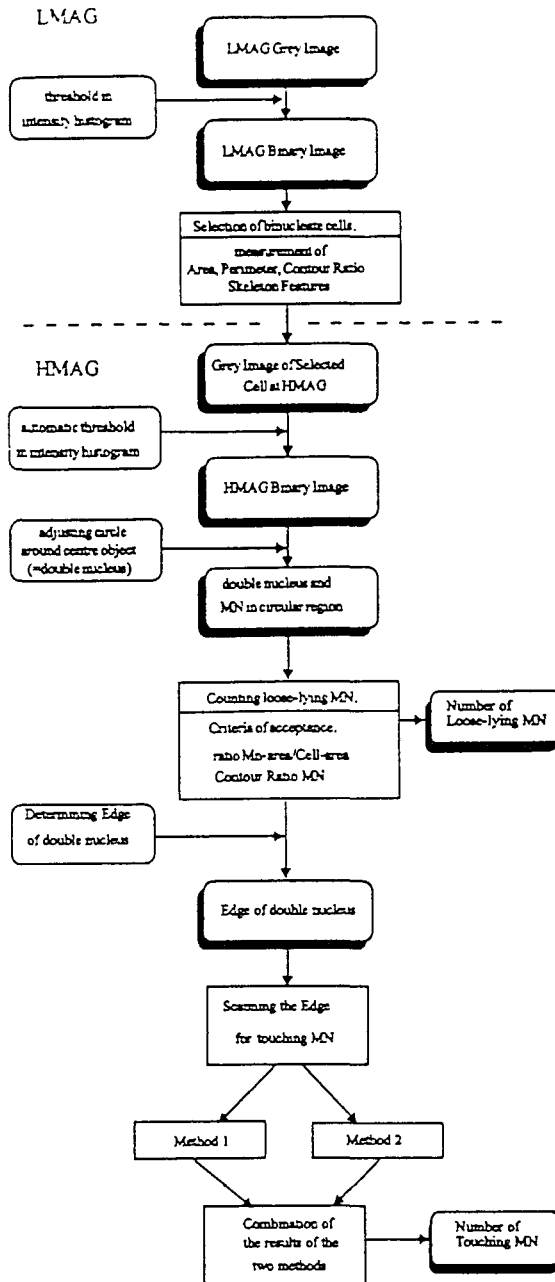 LMAG
LMAG Grey Image
threshold in
intensity histogram
LMAG Binary Image
Selection of binucleate cells.
measurement of
Area, Perimeter, Contour Ratio
Skeleton Features
HMAG
Grey Image of Selected
Cell at HMAG
automatic threshold
in intensity histogram
HMAG Binary Image
adjusting circle
around centre object
(=double nucleus)
double nucleus and
MN in circular region
Counting loose-lying MN.
Criteria of acceptance.
ratio Mn-area/Cell-area
Contour Ratio MN
Number of
Loose-lying MN
Determining Edge
of double nucleus
Edge of double nucleus
Scanning the Edge
for touching MN
Method 1
Method 2
Combination of
the results of the
two methods
Number of
Touching MN